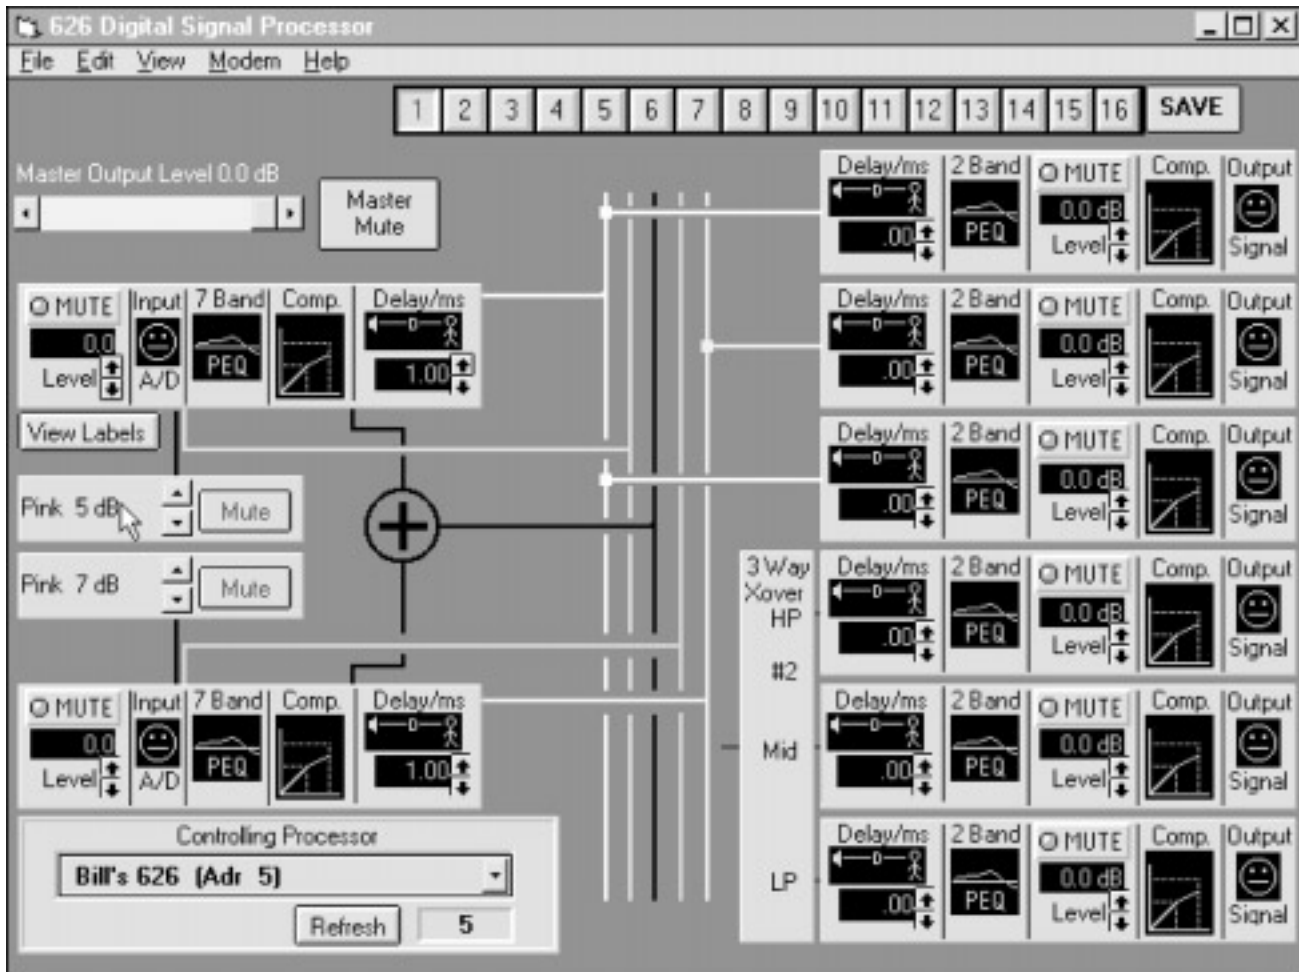 626 Digital Signal Processor
File Edit View Modem Help
1 2 3 4 5 6 7 8 9 10 11 12 13 14 15 16 SAVE
Master Output Level 0.0 dB
Master Mute
MUTE Input 7 Band Comp. Delay/ms
0.0 PEQ D 1.00
Level A/D
View Labels
Pink 5 dB Mute
Pink 7 dB Mute
MUTE Input 7 Band Comp. Delay/ms
0.0 PEQ D 1.00
Level A/D
Controlling Processor
Bill's 626 (Adr 5)
Refresh 5
Delay/ms 2 Band MUTE Comp. Output
D .00 PEQ 0.0 dB
Level Signal
Delay/ms 2 Band MUTE Comp. Output
D .00 PEQ 0.0 dB
Level Signal
Delay/ms 2 Band MUTE Comp. Output
D .00 PEQ 0.0 dB
Level Signal
3 Way
Xover
HP
#2
Mid
LP
Delay/ms 2 Band MUTE Comp. Output
D .00 PEQ 0.0 dB
Level Signal
Delay/ms 2 Band MUTE Comp. Output
D .00 PEQ 0.0 dB
Level Signal
Delay/ms 2 Band MUTE Comp. Output
D .00 PEQ 0.0 dB
Level Signal